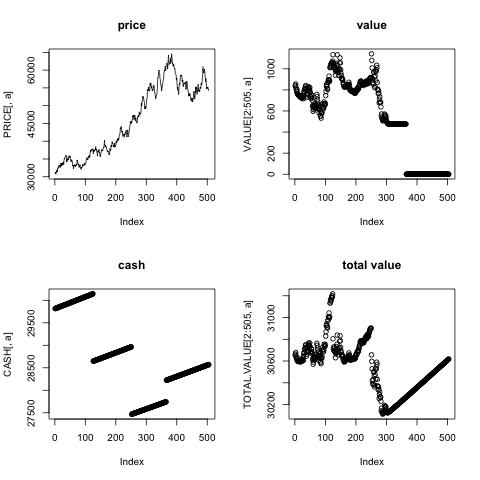 price
PRICE[, a]
30000 45000 60000
0 100 200 300 400 500
Index
value
VALUE[2:505, a]
0 200 600 1000
0 100 200 300 400 500
Index
cash
CASH[, a]
27500 28500 29500
0 100 200 300 400 500
Index
total value
TOTAL.VALUE[2:505, a]
30200 30600 31000
0 100 200 300 400 500
Index